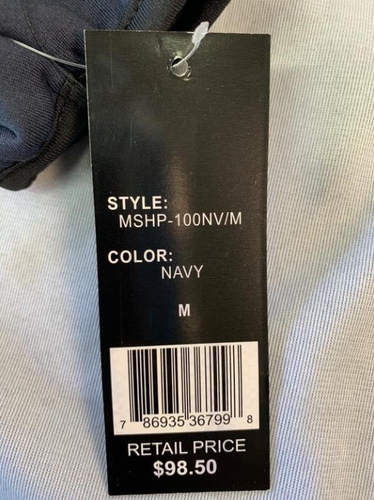 STYLE:
MSHP-100NV/M
COLOR:
NAVY
M
7 86935 36799 8
RETAIL PRICE
$98.50